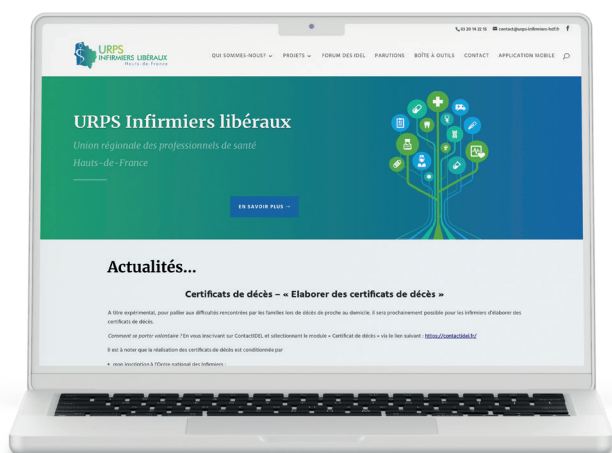 03 20 14 22 15 contact@urps-infirmiers-hdf.fr f
URPS
INFIRMIERS LIBÉRAUX
Hauts-de-France
QUI SOMMES-NOUS? PROJETS FORUM DES IDEL PARUTIONS BOÎTE À OUTILS CONTACT APPLICATION MOBILE
URPS Infirmiers libéraux
Union régionale des professionnels de santé
Hauts-de-France
EN SAVOIR PLUS →
Actualités...
Certificats de décès – « Elaborer des certificats de décès »
A titre expérimental, pour pallier aux difficultés rencontrées par les familles lors de décès de proche au domicile, il sera prochainement possible pour les infirmiers d'élaborer des
certificats de décès.
Comment se porter volontaire ? En vous inscrivant sur ContactIDEL et sélectionnant le module « Certificat de décès » via le lien suivant : https://contactidel.fr/
Il est à noter que la réalisation des certificats de décès est conditionnée par
• mon inscription à l'Ordre national des Infirmiers ;